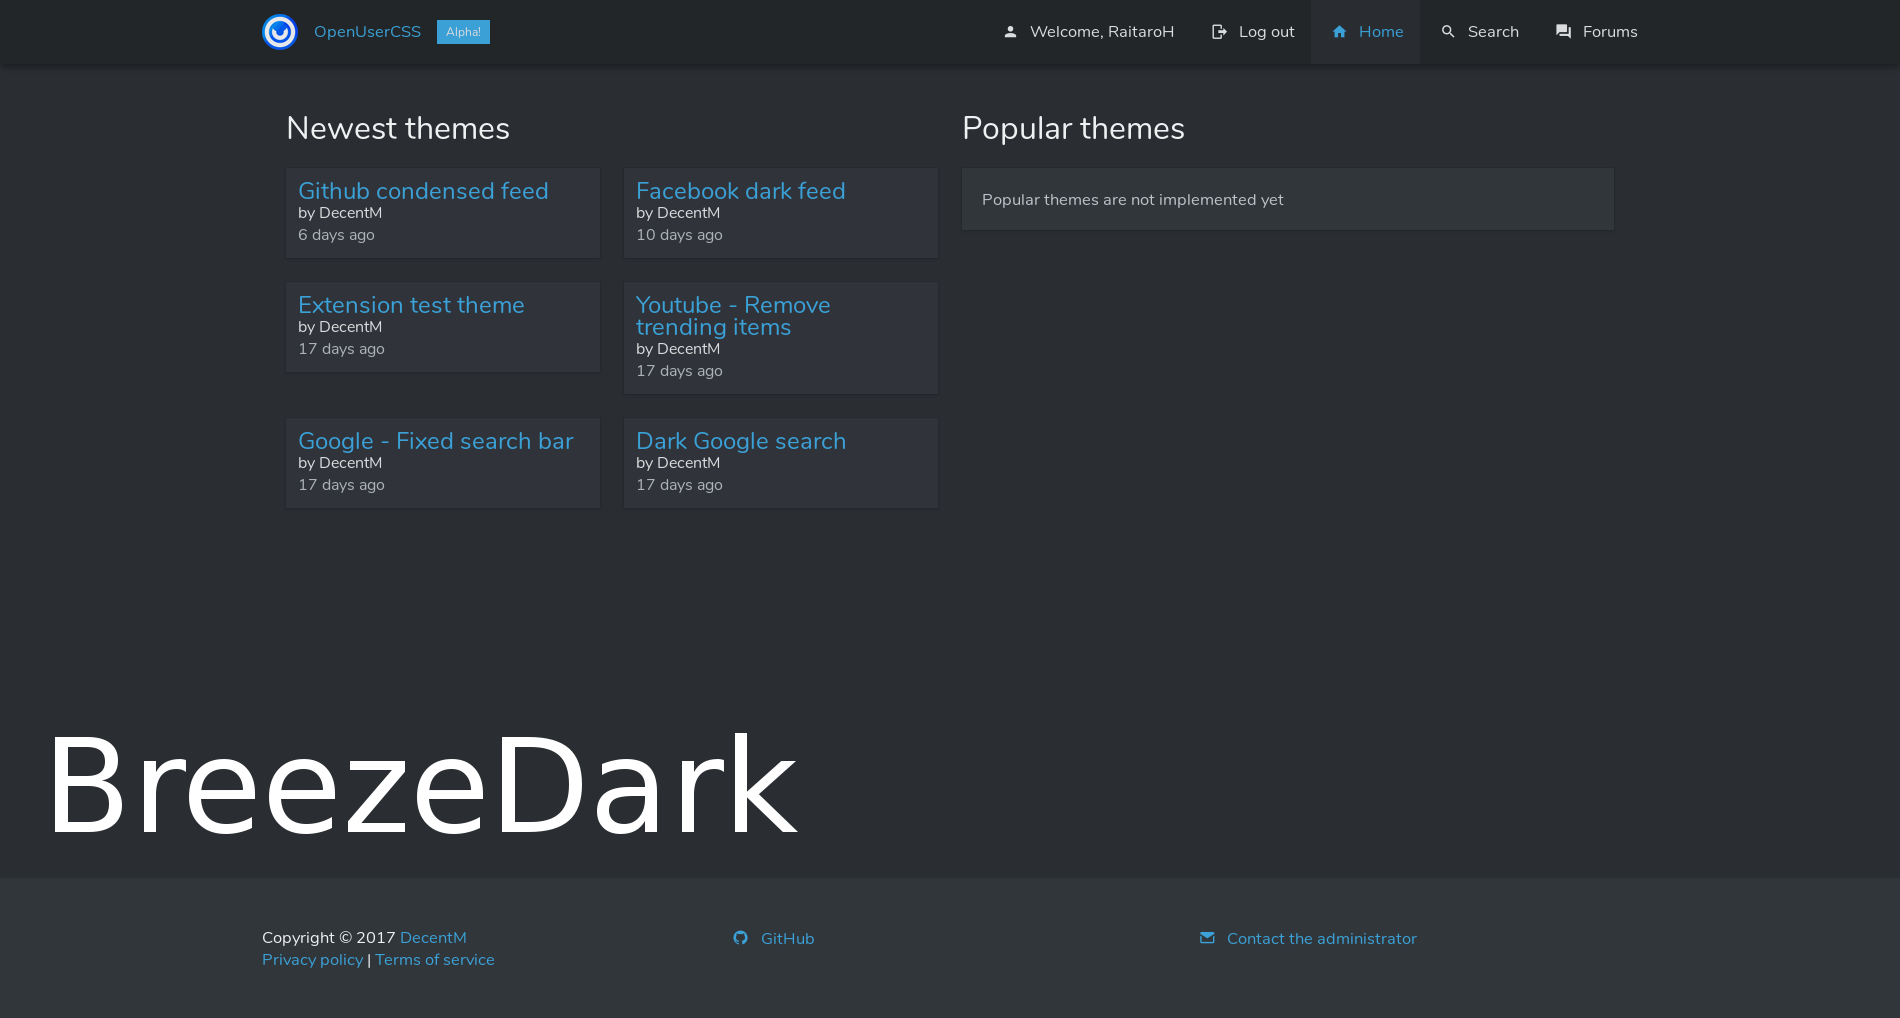 OpenUserCSS Alpha! Welcome, RaitaroH Log out Home Search Forums
Newest themes
Github condensed feed
by DecentM
6 days ago
Facebook dark feed
by DecentM
10 days ago
Extension test theme
by DecentM
17 days ago
Youtube - Remove
trending items
by DecentM
17 days ago
Google - Fixed search bar
by DecentM
17 days ago
Dark Google search
by DecentM
17 days ago
Popular themes
Popular themes are not implemented yet
BreezeDark
Copyright © 2017 DecentM
Privacy policy | Terms of service
GitHub
Contact the administrator